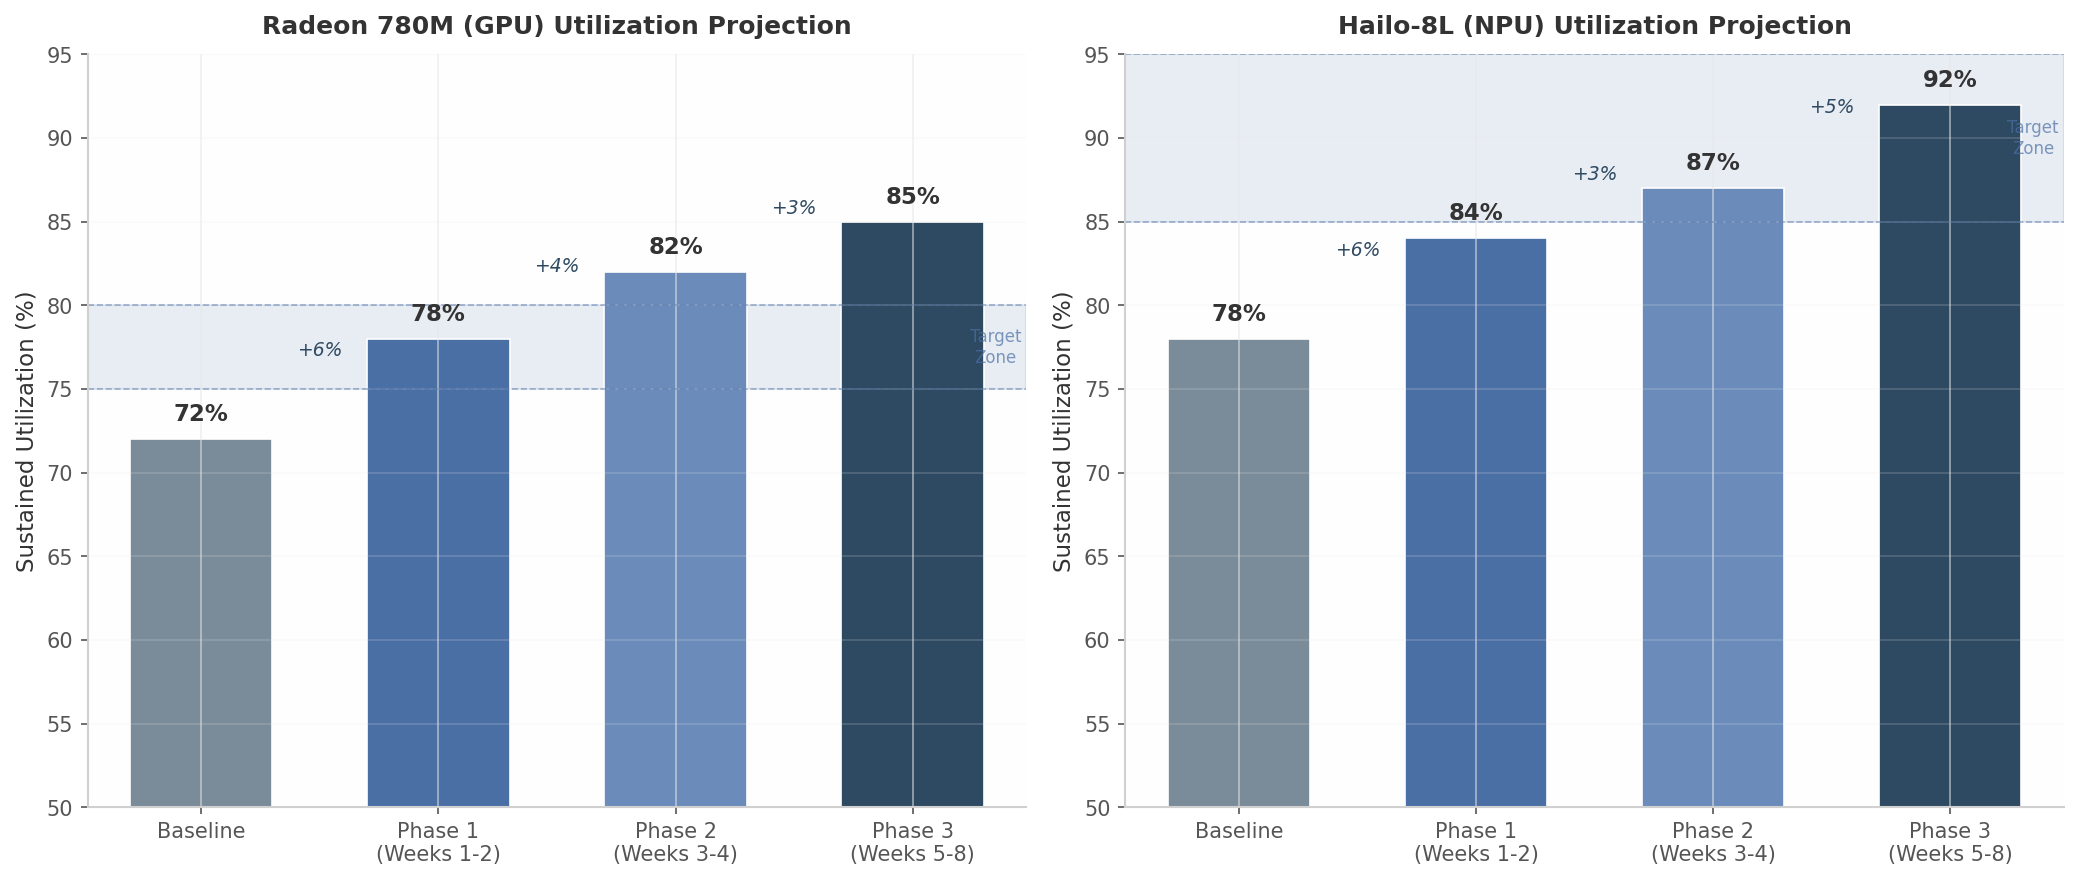 Radeon 780M (GPU) Utilization Projection
Sustained Utilization (%)
95
90
85
80
75
70
65
60
55
50
72%
+6%
78%
+4%
82%
+3%
85%
Target
Zone
Baseline
Phase 1
(Weeks 1-2)
Phase 2
(Weeks 3-4)
Phase 3
(Weeks 5-8)
Hailo-8L (NPU) Utilization Projection
Sustained Utilization (%)
95
90
85
80
75
70
65
60
55
50
78%
+6%
84%
+3%
87%
+5%
92%
Target
Zone
Baseline
Phase 1
(Weeks 1-2)
Phase 2
(Weeks 3-4)
Phase 3
(Weeks 5-8)